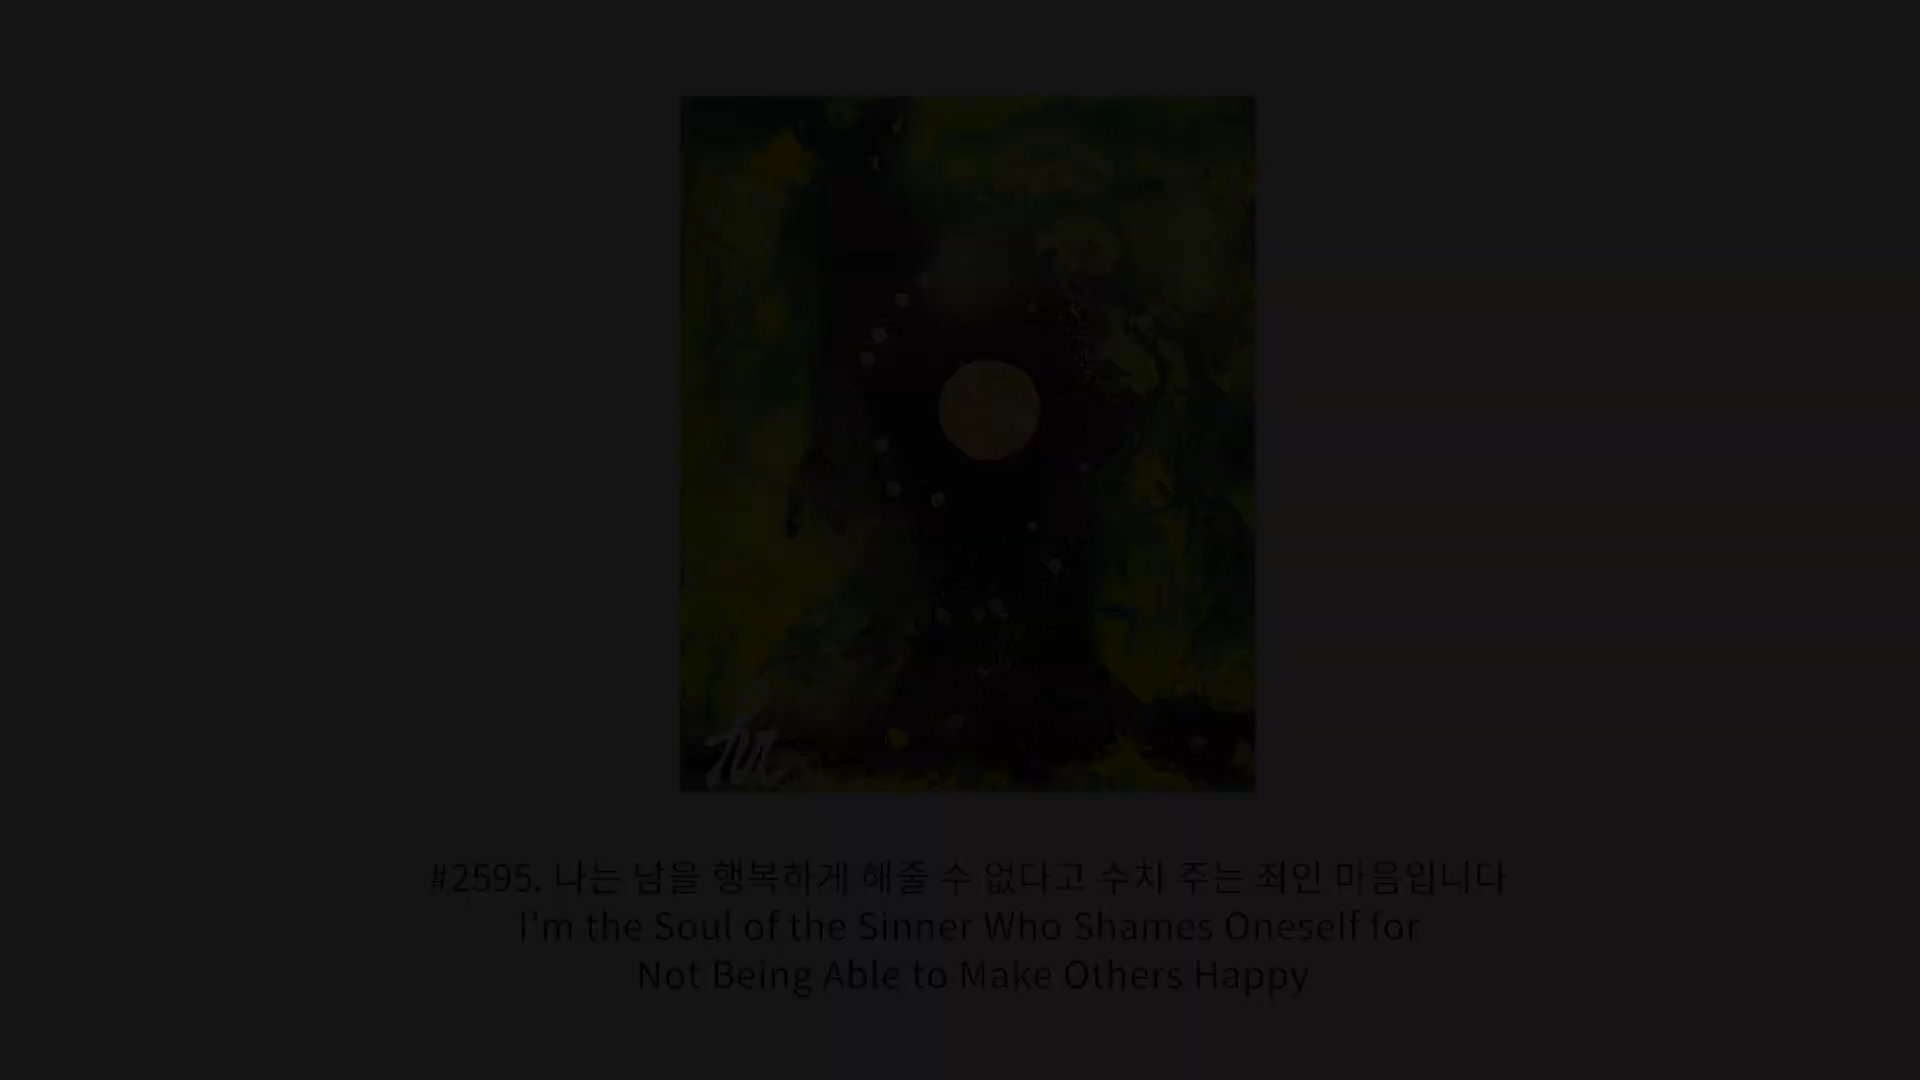 #2595. 나는 남을 행복하게 해줄 수 없다고 수치 주는 죄인 마음입니다
I'm the Soul of the Sinner Who Shames Oneself for
Not Being Able to Make Others Happy